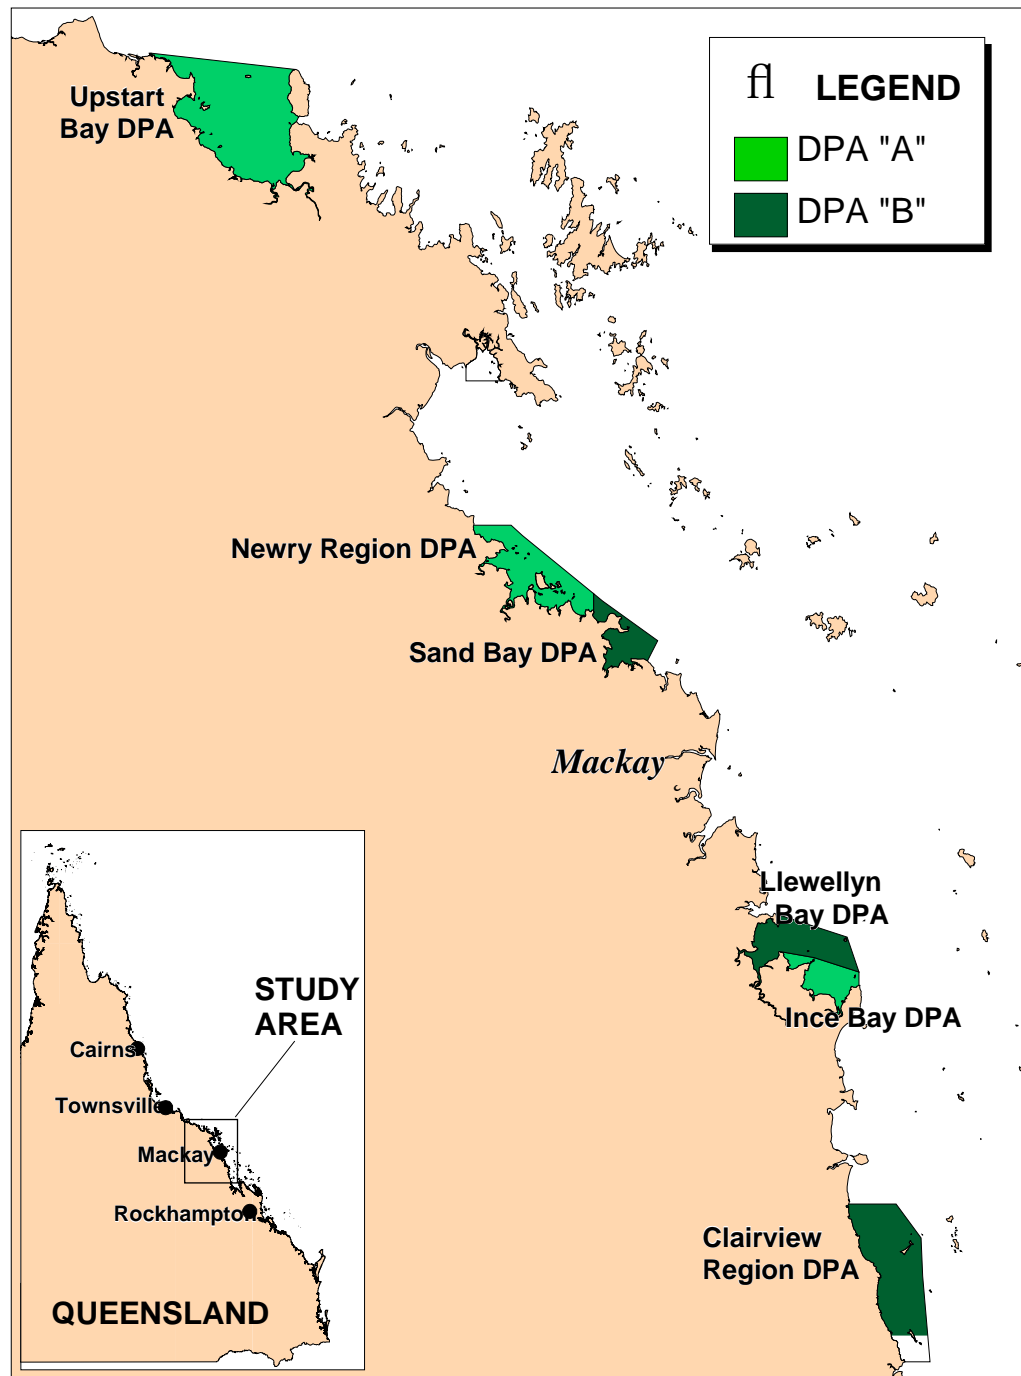 Upstart
Bay DPA
fl LEGEND
DPA "A"
DPA "B"
Newry Region DPA
Sand Bay DPA
Mackay
Llewellyn
Bay DPA
Ince Bay DPA
Clairview
Region DPA
STUDY
AREA
Cairns
Townsville
Mackay
Rockhampton
QUEENSLAND